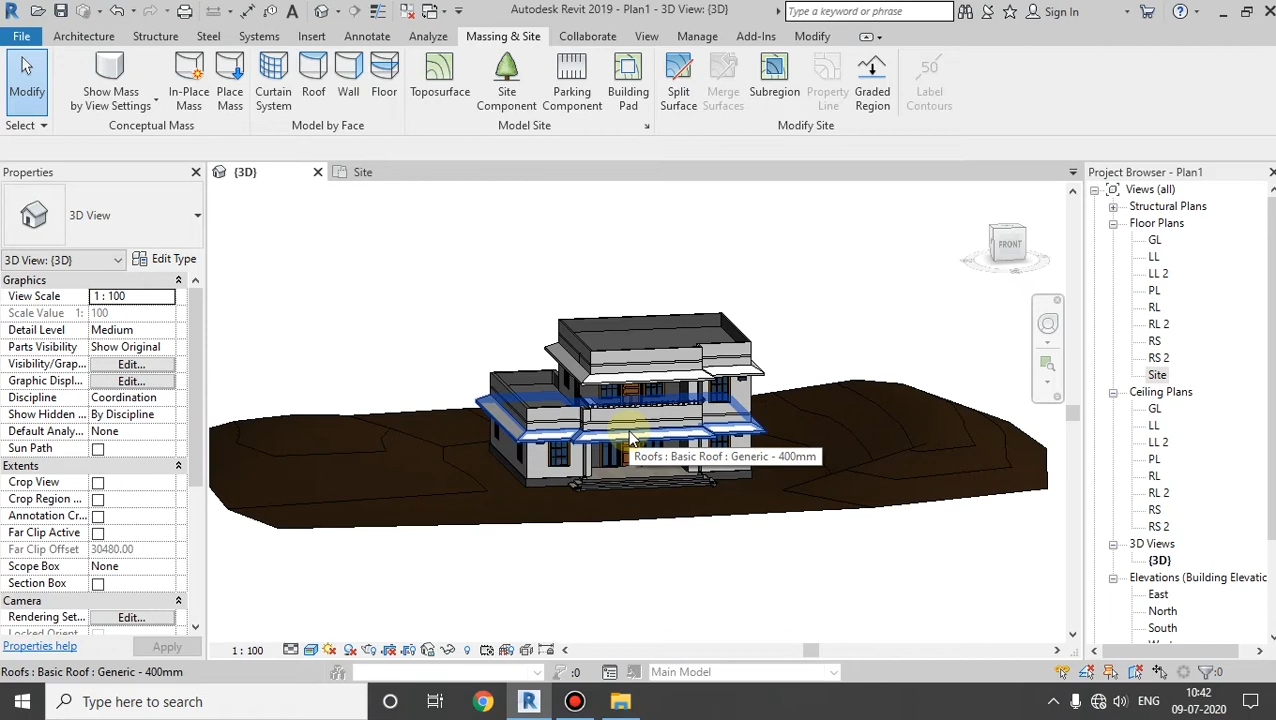 Autodesk Revit 2019 - Plan1 - 3D View: {3D}
Type a keyword or phrase
Sign In
File Architecture Structure Steel Systems Insert Annotate Analyze Massing & Site Collaborate View Manage Add-Ins Modify
Modify
Show Mass
by View Settings
In-Place
Mass
Place
Mass
Curtain
System
Roof
Wall
Floor
Toposurface
Site
Component
Parking
Component
Building
Pad
Split
Surface
Merge
Surfaces
Subregion
Property
Line
Graded
Region
50
Label
Contours
Select
Conceptual Mass
Model by Face
Model Site
Modify Site
Properties
{3D}
Site
3D View
3D View: {3D}
Edit Type
Graphics
View Scale 1 : 100
Scale Value 1: 100
Detail Level Medium
Parts Visibility Show Original
Visibility/Grap... Edit...
Graphic Displ... Edit...
Discipline Coordination
Show Hidden ... By Discipline
Default Analy... None
Sun Path
Extents
Crop View
Crop Region ...
Annotation Cr...
Far Clip Active
Far Clip Offset 30480.00
Scope Box None
Section Box
Camera
Rendering Set... Edit...
Locked Orient...
Properties help
Apply
FRONT
Roofs : Basic Roof : Generic - 400mm
Project Browser - Plan1
Views (all)
Structural Plans
Floor Plans
GL
LL
LL 2
PL
RL
RL 2
RS
RS 2
Site
Ceiling Plans
GL
LL
LL 2
PL
RL
RL 2
RS
RS 2
3D Views
{3D}
Elevations (Building Elevatic
East
North
South
1 : 100
Roofs : Basic Roof : Generic - 400mm
:0
Main Model
:0
Type here to search
ENG
10:42
09-07-2020